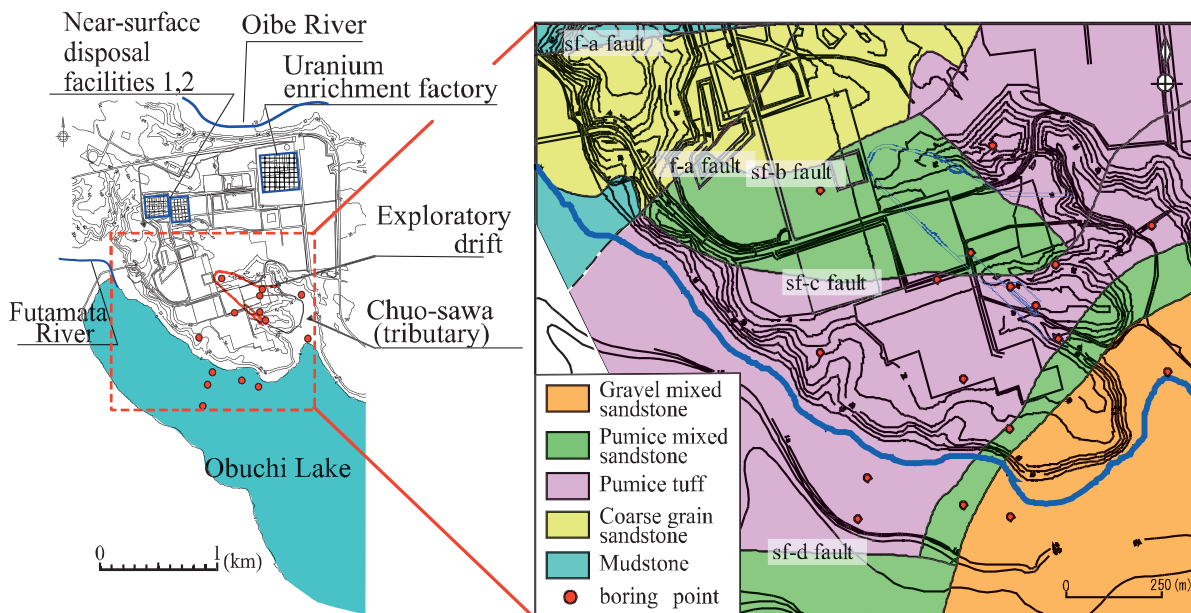 Near-surface
disposal
facilities 1,2
Oibe River
Uranium
enrichment factory
Exploratory
drift
Chuo-sawa
(tributary)
Futamata
River
Obuchi Lake
0
1
(km)
sf-a fault
f-a fault
sf-b fault
sf-c fault
sf-d fault
Gravel mixed
sandstone
Pumice mixed
sandstone
Pumice tuff
Coarse grain
sandstone
Mudstone
boring point
0
250 (m)